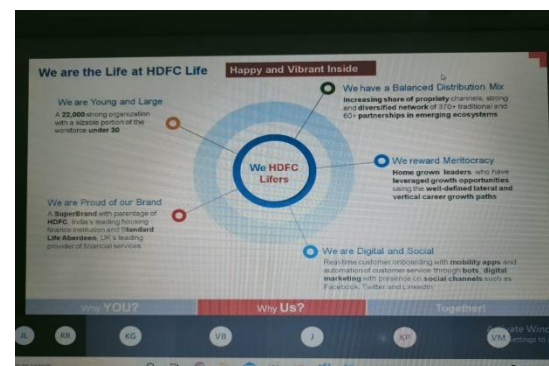 We are the Life at HDFC Life
Happy and Vibrant Inside
We are Young and Large
A 22,000 strong organization
with a sizable portion of the
workforce under 30
We have a Balanced Distribution Mix
Increasing share of propriety channels, strong
and diversified network of 370+ traditional and
60+ partnerships in emerging ecosystems
We HDFC
Lifers
We reward Meritocracy
Home grown leaders who have
leveraged growth opportunities
using the well-defined lateral and
vertical career growth paths
We are Proud of our Brand
A SuperBrand with parentage of
HDFC, India's leading housing
finance institution and Standard
Life Aberdeen, UK's leading
provider of financial services
We are Digital and Social
Real-time customer onboarding with mobility apps and
automation of customer service through bots, digital
marketing with presence on social channels such as
Facebook, Twitter and LinkedIn
Why YOU?
Why Us?
Together!
JL
RR
KG
VB
J
KP
VM